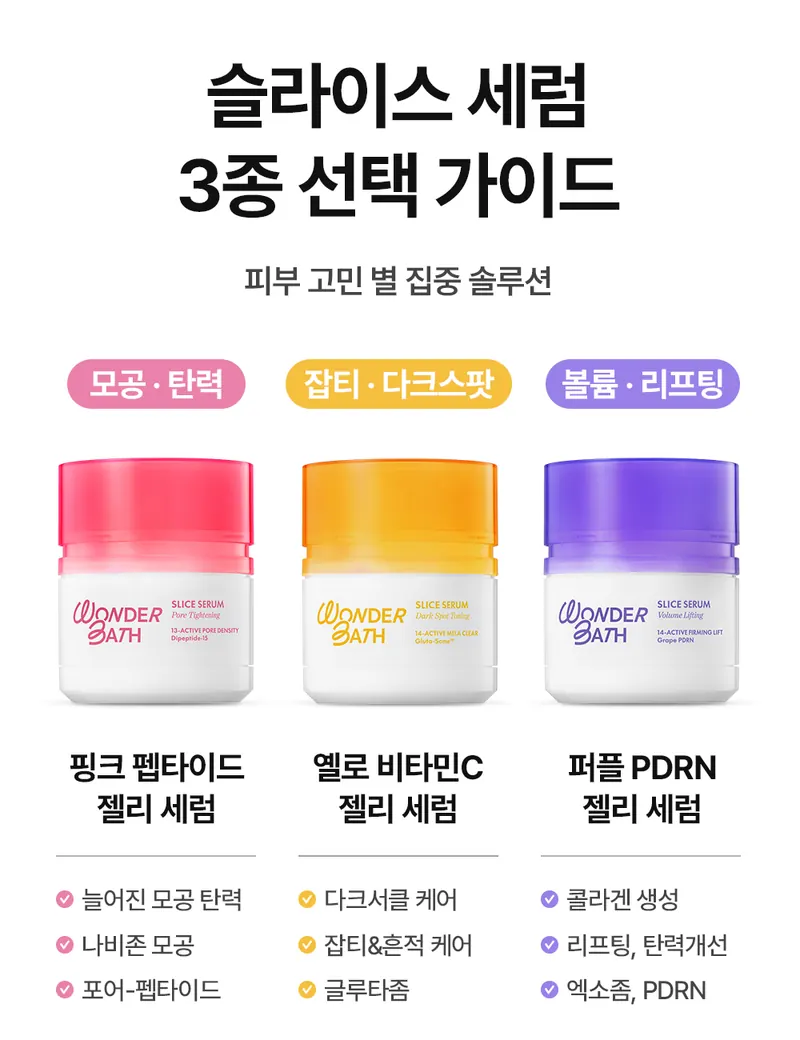 슬라이스 세럼
3종 선택 가이드
피부 고민 별 집중 솔루션
모공 · 탄력
잡티 · 다크스팟
볼륨 · 리프팅
WONDER
BATH
SLICE SERUM
Pore Tightening
13-ACTIVE PORE DENSITY
Dipeptide-15
WONDER
BATH
SLICE SERUM
Dark Spot Toning
14-ACTIVE MELA CLEAR
Gluta-Some™
WONDER
BATH
SLICE SERUM
Volume Lifting
14-ACTIVE FIRMING LIFT
Grape PDRN
핑크 펩타이드
젤리 세럼
옐로 비타민C
젤리 세럼
퍼플 PDRN
젤리 세럼
늘어진 모공 탄력
나비존 모공
포어-펩타이드
다크서클 케어
잡티&흔적 케어
글루타좀
콜라겐 생성
리프팅, 탄력개선
엑소좀, PDRN